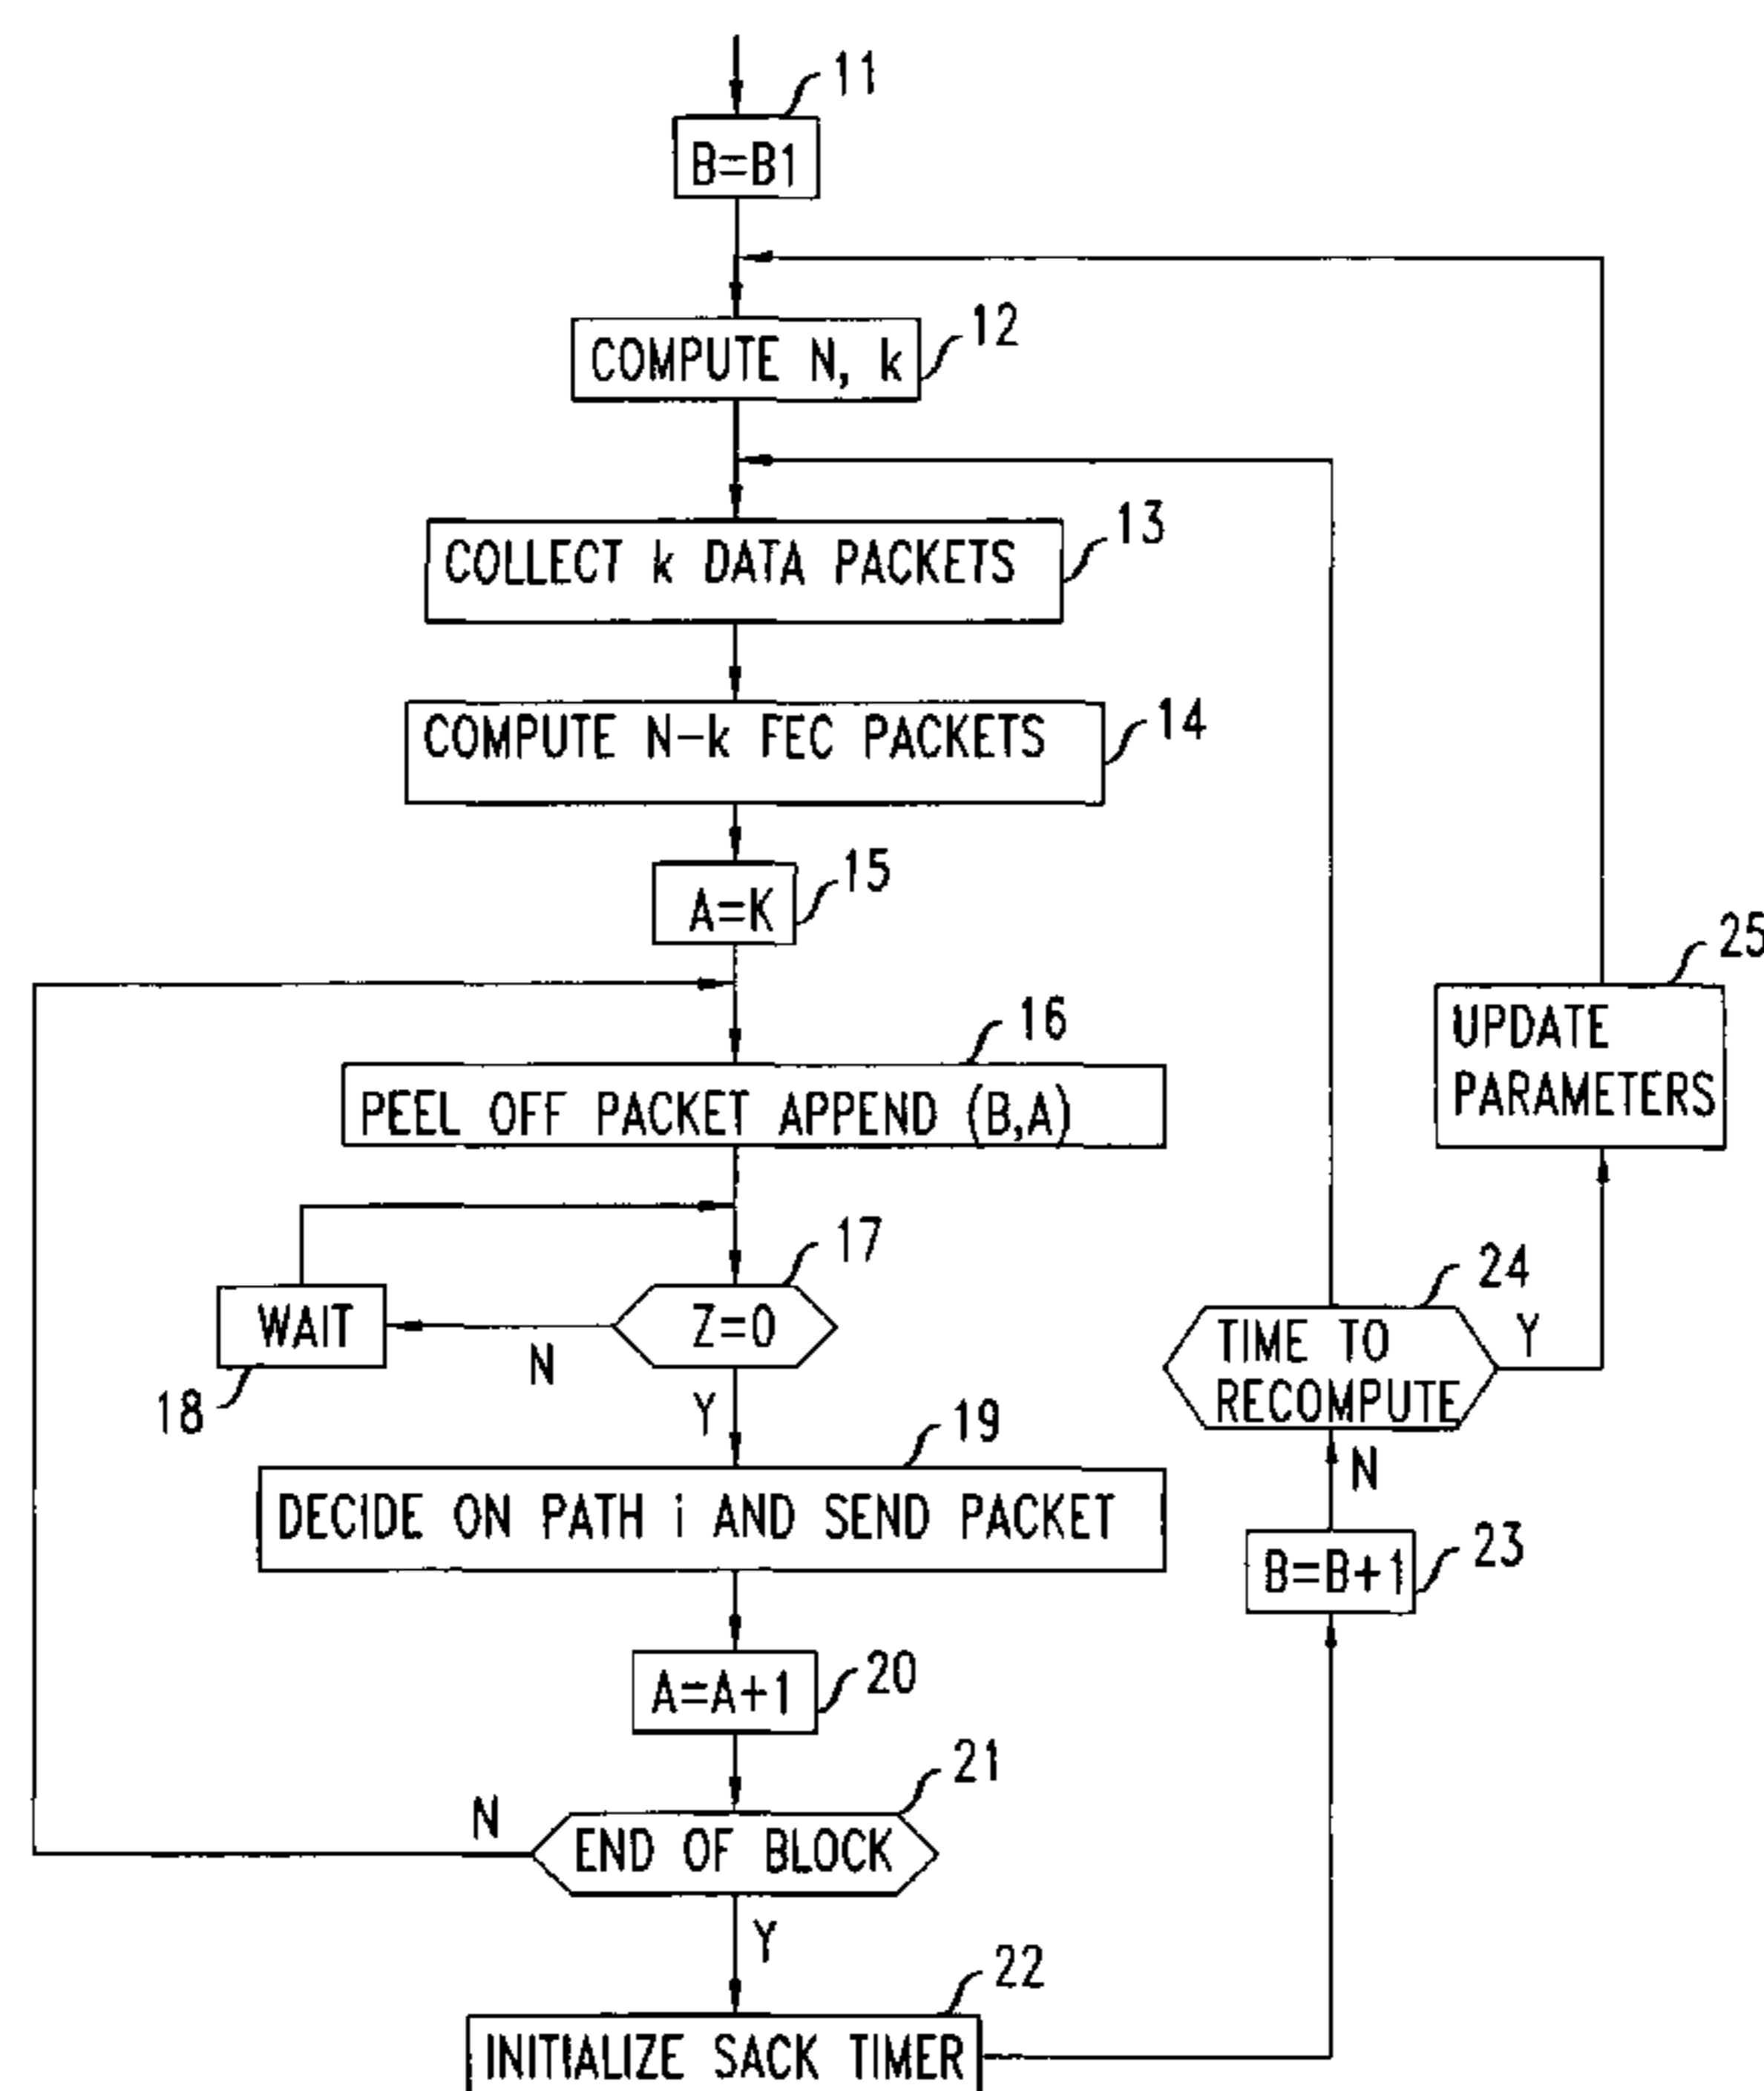 11
B=B1
12
COMPUTE N, k
13
COLLECT k DATA PACKETS
14
COMPUTE N-k FEC PACKETS
15
A=K
25
UPDATE
PARAMETERS
16
PEEL OFF PACKET APPEND (B,A)
17
Z=0
WAIT
N
18
Y
24
TIME TO
RECOMPUTE
Y
N
19
DECIDE ON PATH i AND SEND PACKET
23
B=B+1
20
A=A+1
21
END OF BLOCK
N
Y
22
INITIALIZE SACK TIMER